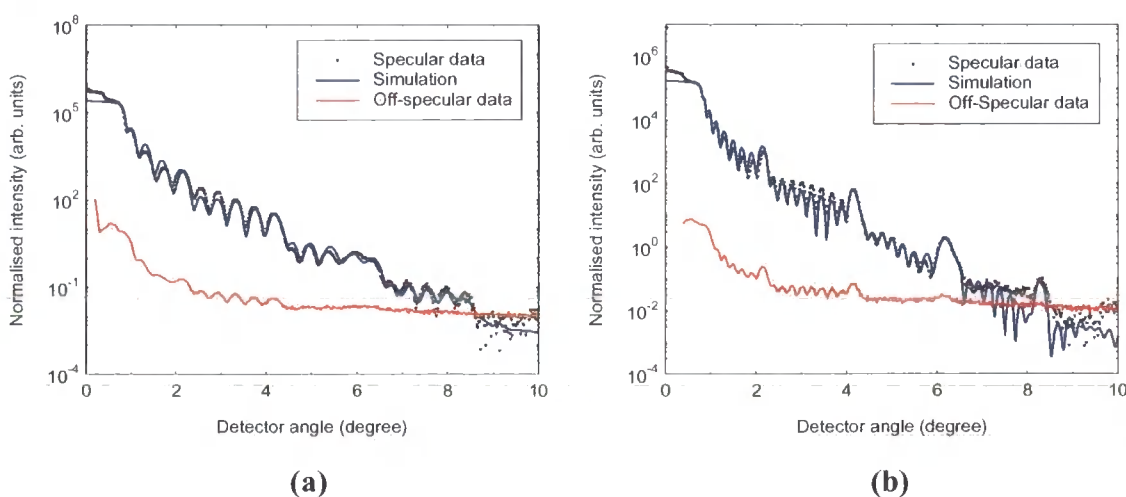 Normalised intensity (arb. units)
10^8
10^5
10^2
10^-1
10^-4
Specular data
Simulation
Off-specular data
0
2
4
6
8
10
Detector angle (degree)
(a)
Normalised intensity (arb. units)
10^6
10^4
10^2
10^0
10^-2
10^-4
Specular data
Simulation
Off-Specular data
0
2
4
6
8
10
Detector angle (degree)
(b)